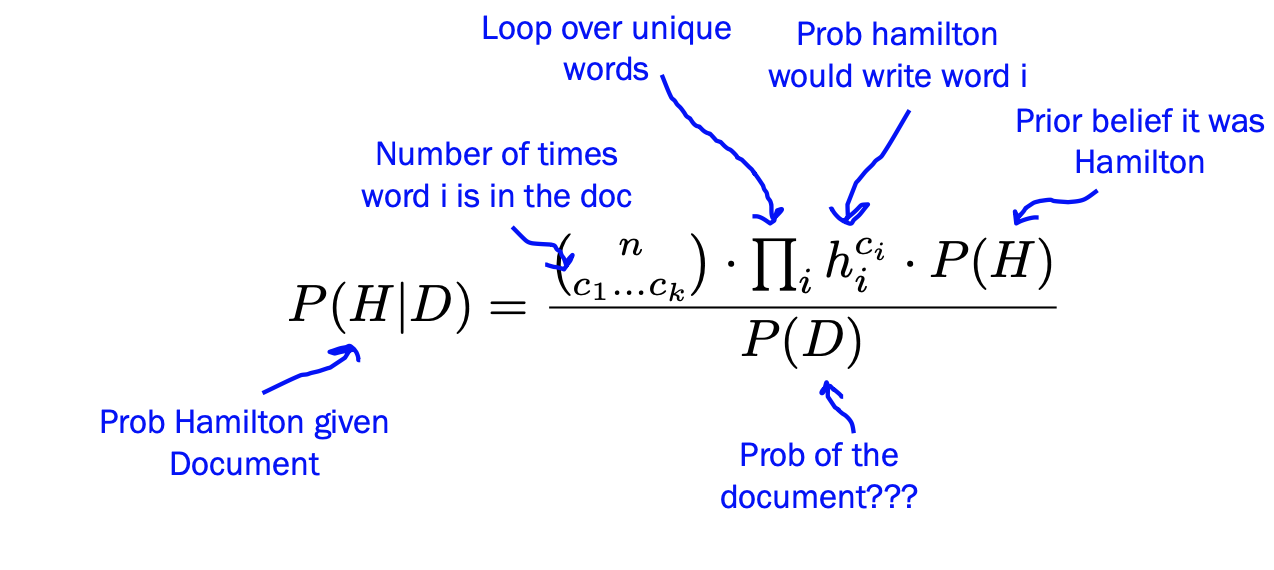 Loop over unique
words
Prob hamilton
would write word i
Prior belief it was
Hamilton
Number of times
word i is in the doc
P(H|D) = \frac{\binom{n}{c_1 \dots c_k} \cdot \prod_i h_i^{c_i} \cdot P(H)}{P(D)}
Prob Hamilton given
Document
Prob of the
document???